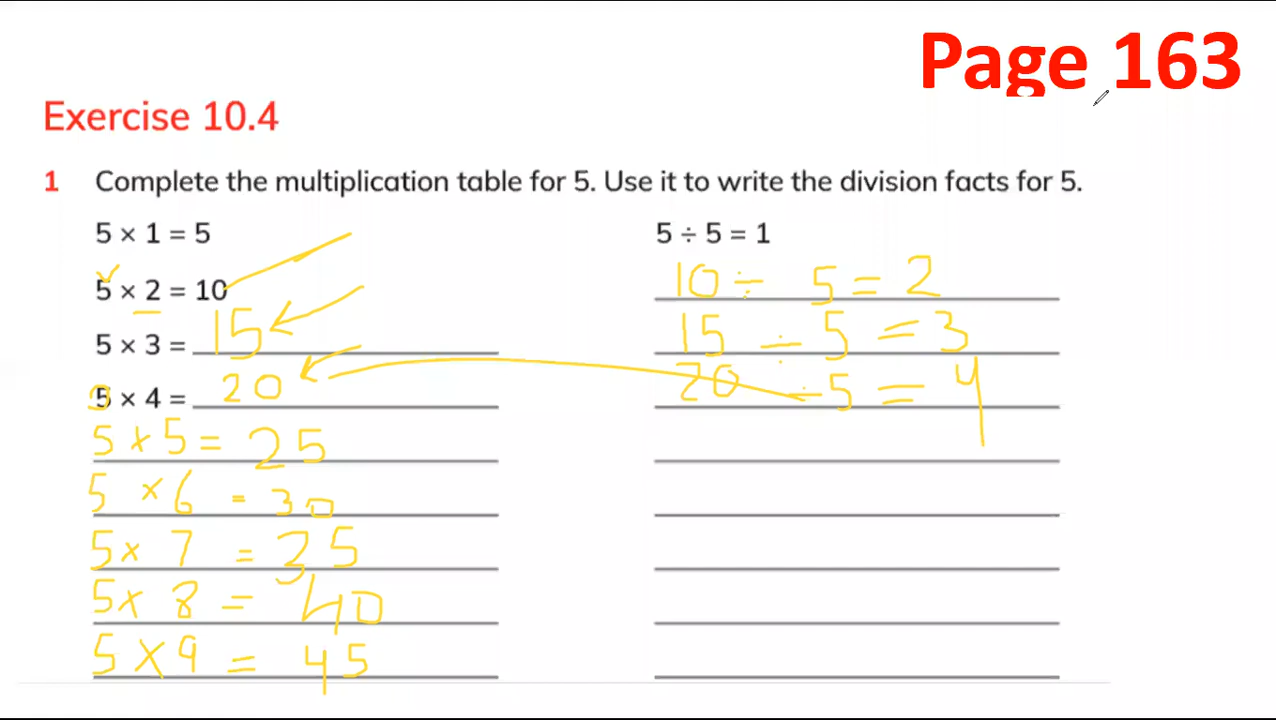 Page 163
Exercise 10.4
1 Complete the multiplication table for 5. Use it to write the division facts for 5.
5 × 1 = 5
5 ÷ 5 = 1
5 × 2 = 10
10 ÷ 5 = 2
5 × 3 = 15
15 ÷ 5 = 3
5 × 4 = 20
20 ÷ 5 = 4
5 × 5 = 25
5 × 6 = 30
5 × 7 = 35
5 × 8 = 40
5 × 9 = 45